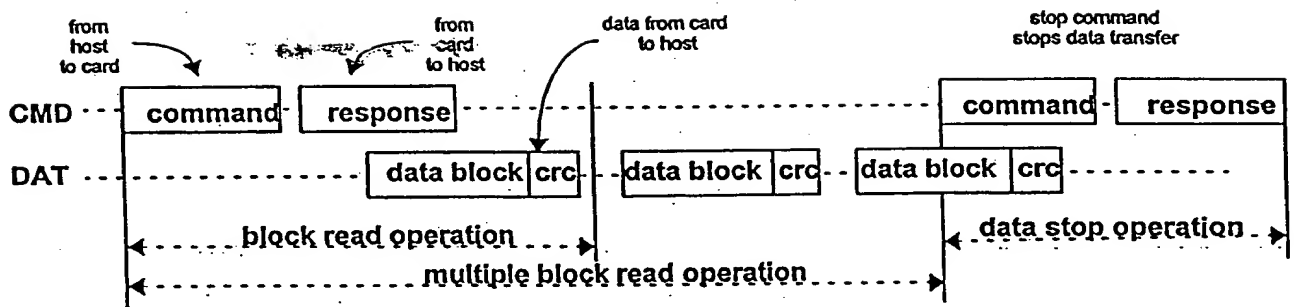 from
host
to card
from
card
to host
data from card
to host
stop command
stops data transfer
CMD command response command response
DAT data block crc data block crc data block crc
block read operation data stop operation
multiple block read operation